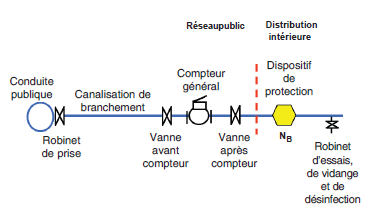 Réseaupublic
Distribution
intérieure
Conduite
publique
Canalisation de
branchement
Compteur
général
Dispositif
de
protection
Robinet
de prise
Vanne
avant
compteur
Vanne
après
compteur
NB
Robinet
d'essais,
de vidange
et de
désinfection